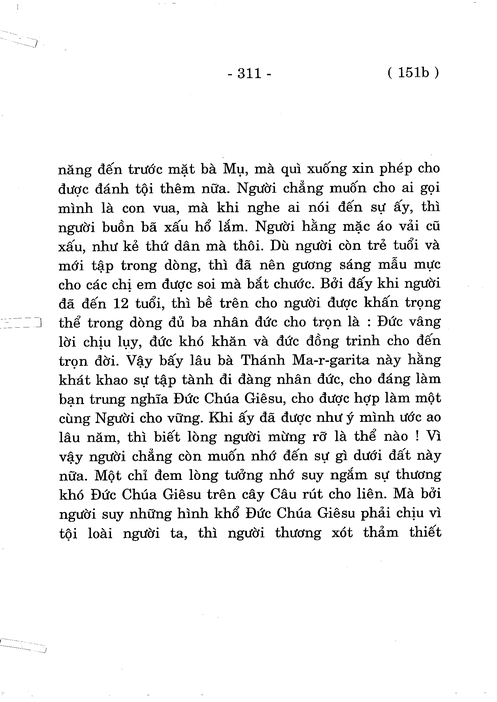 - 311 -
( 151b )
năng đến trước mặt bà Mụ, mà quì xuống xin phép cho
được đánh tội thêm nữa. Người chẳng muốn cho ai gọi
mình là con vua, mà khi nghe ai nói đến sự ấy, thì
người buồn bã xấu hổ lắm. Người hằng mặc áo vải cũ
xấu, như kẻ thứ dân mà thôi. Dù người còn trẻ tuổi và
mới tập trong dòng, thì đã nên gương sáng mẫu mực
cho các chị em được soi mà bắt chước. Bởi đấy khi người
đã đến 12 tuổi, thì bề trên cho người được khấn trọng
thể trong dòng đủ ba nhân đức cho trọn là : Đức vâng
lời chịu lụy, đức khó khăn và đức đồng trinh cho đến
trọn đời. Vậy bấy lâu bà Thánh Ma-r-garita này hằng
khát khao sự tập tành đi đàng nhân đức, cho đáng làm
bạn trung nghĩa Đức Chúa Giêsu, cho được hợp làm một
cùng Người cho vững. Khi ấy đã được như ý mình ước ao
lâu năm, thì biết lòng người mừng rỡ là thể nào ! Vì
vậy người chẳng còn muốn nhớ đến sự gì dưới đất này
nữa. Một chỉ đem lòng tưởng nhớ suy ngắm sự thương
khó Đức Chúa Giêsu trên cây Câu rút cho liên. Mà bởi
người suy những hình khổ Đức Chúa Giêsu phải chịu vì
tội loài người ta, thì người thương xót thảm thiết